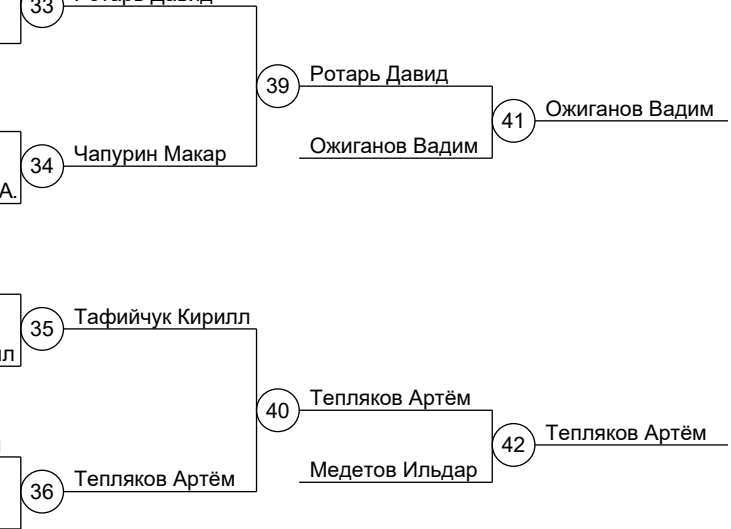 33
39 Ротарь Давид
41 Ожиганов Вадим
Ожиганов Вадим
34 Чапурин Макар
А.
35 Тафийчук Кирилл
40 Тепляков Артём
42 Тепляков Артём
Медетов Ильдар
36 Тепляков Артём